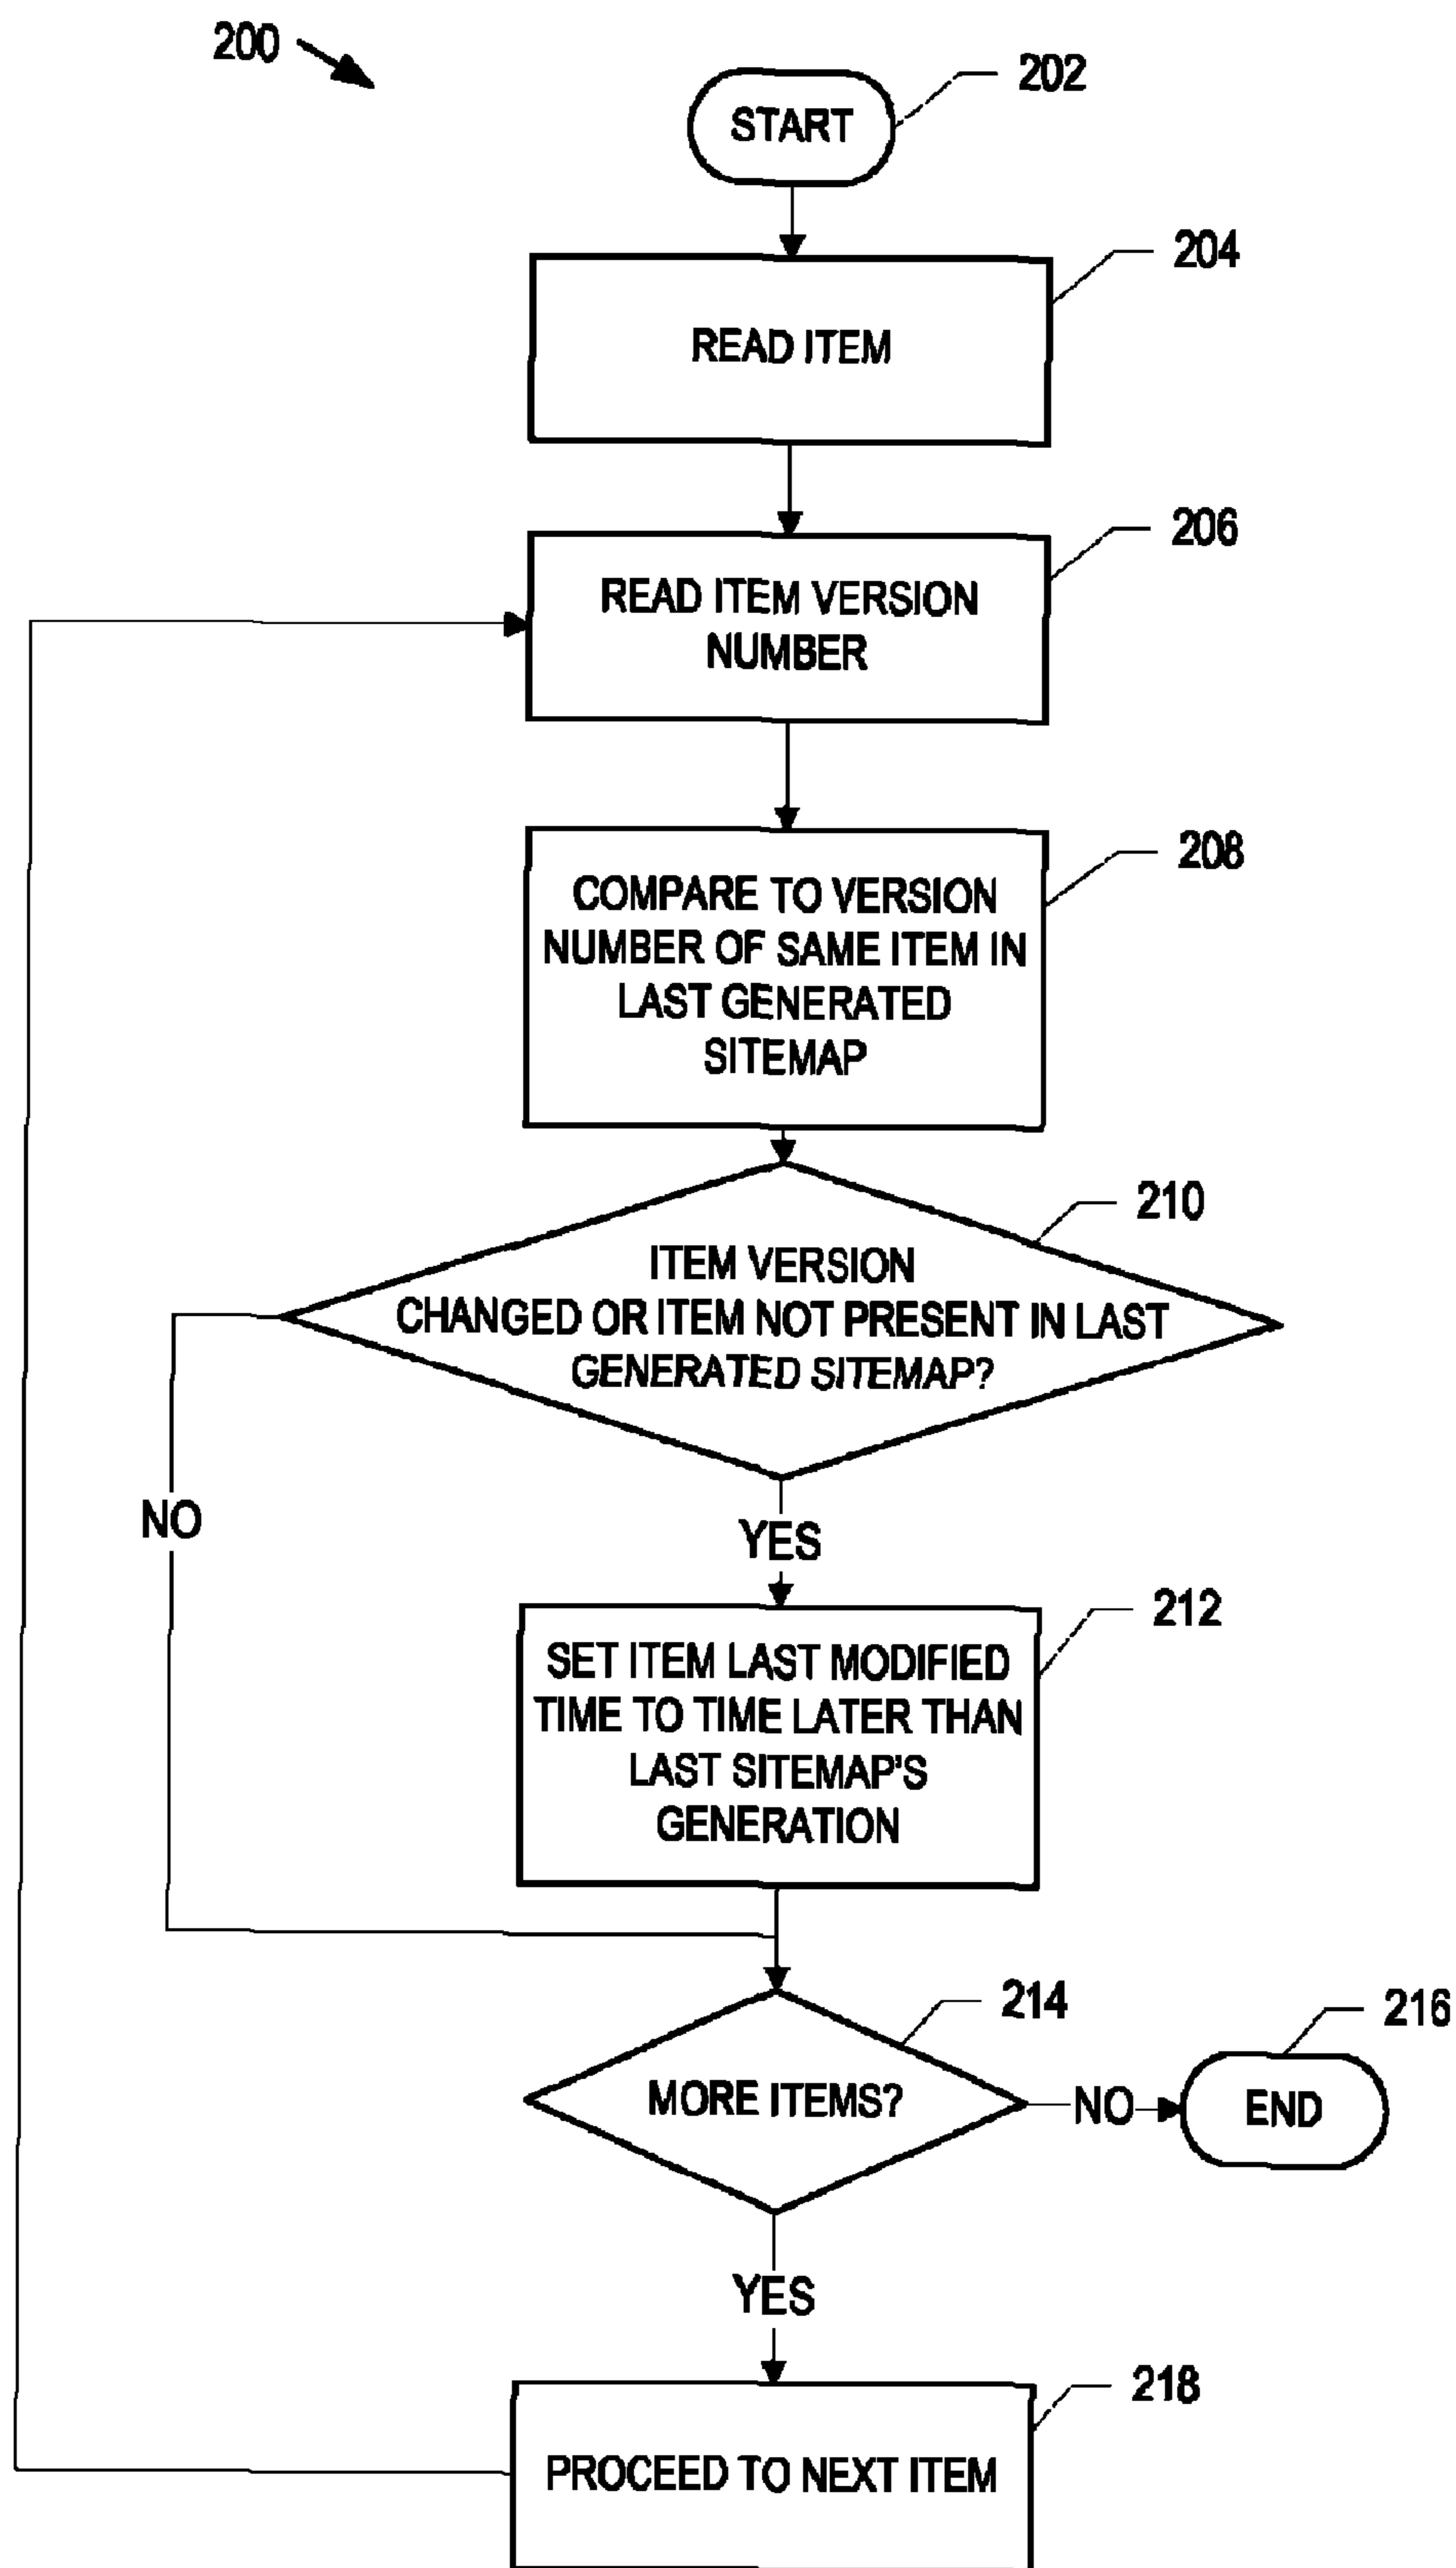 200
202
START
204
READ ITEM
206
READ ITEM VERSION
NUMBER
208
COMPARE TO VERSION
NUMBER OF SAME ITEM IN
LAST GENERATED
SITEMAP
210
ITEM VERSION
CHANGED OR ITEM NOT PRESENT IN LAST
GENERATED SITEMAP?
NO
YES
212
SET ITEM LAST MODIFIED
TIME TO TIME LATER THAN
LAST SITEMAP'S
GENERATION
214
216
MORE ITEMS?
NO
END
YES
218
PROCEED TO NEXT ITEM